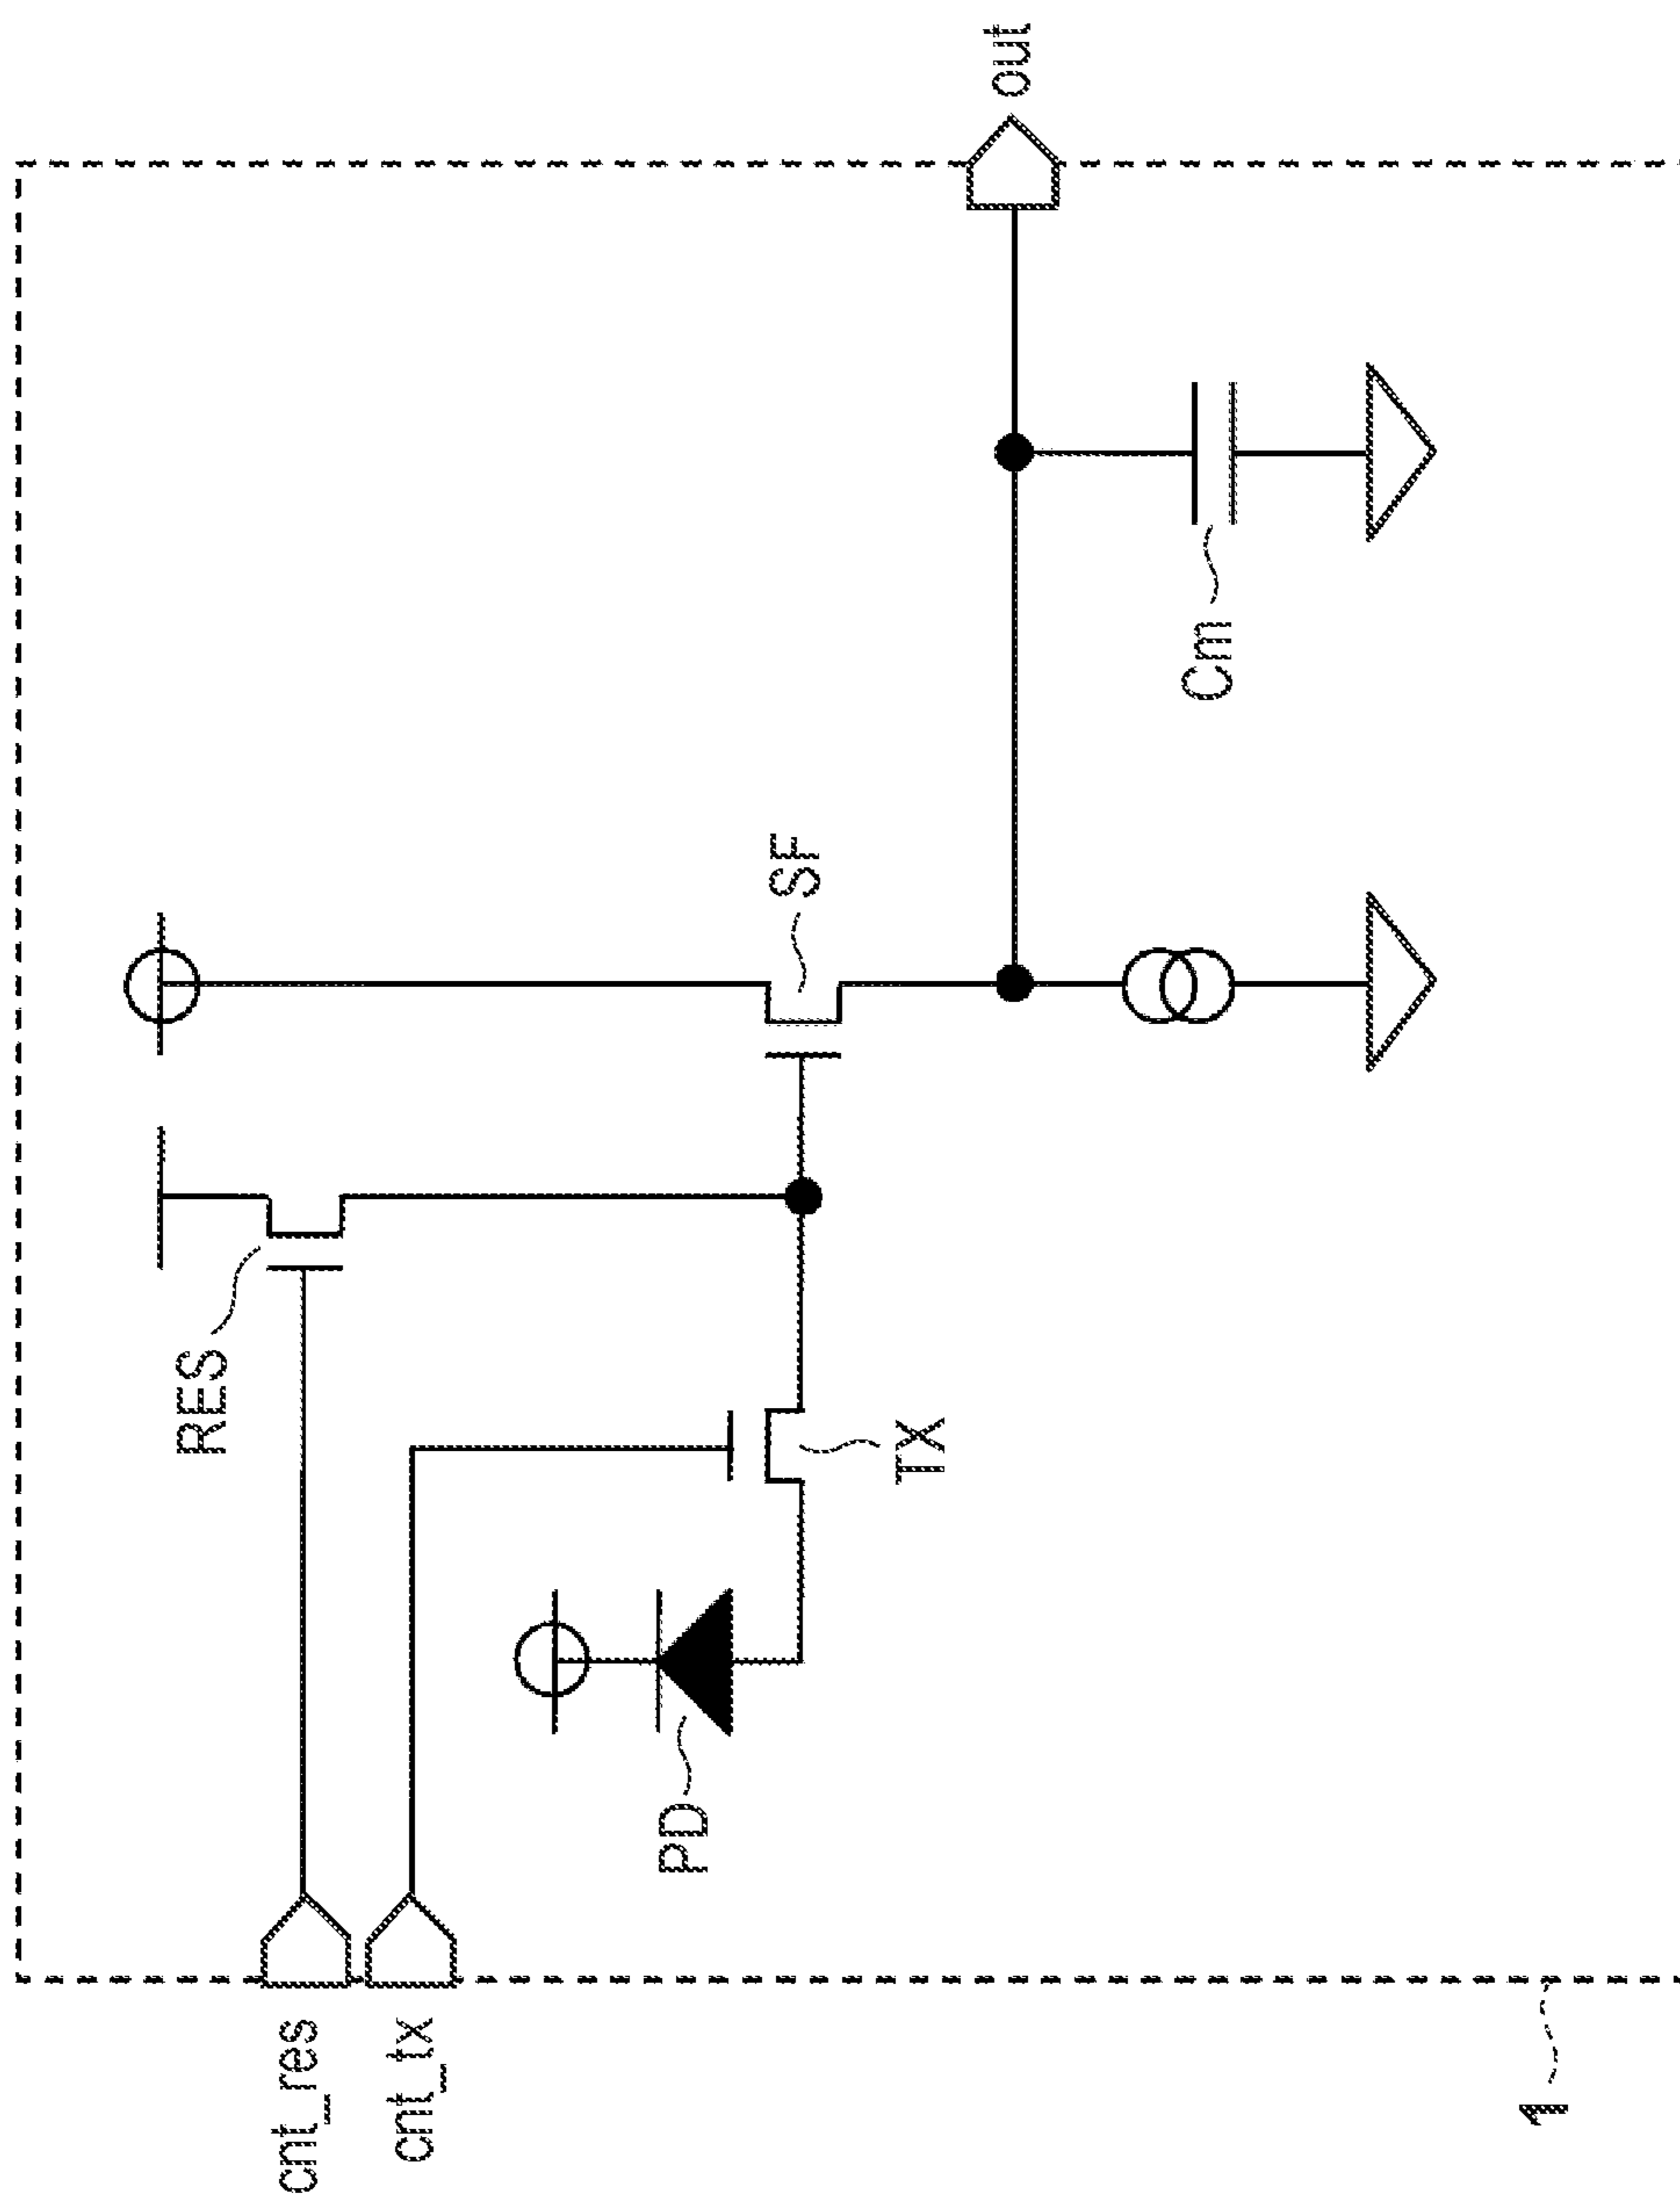 cnt_res
cnt_tx
RES
PD
TX
SF
Cm
out
1